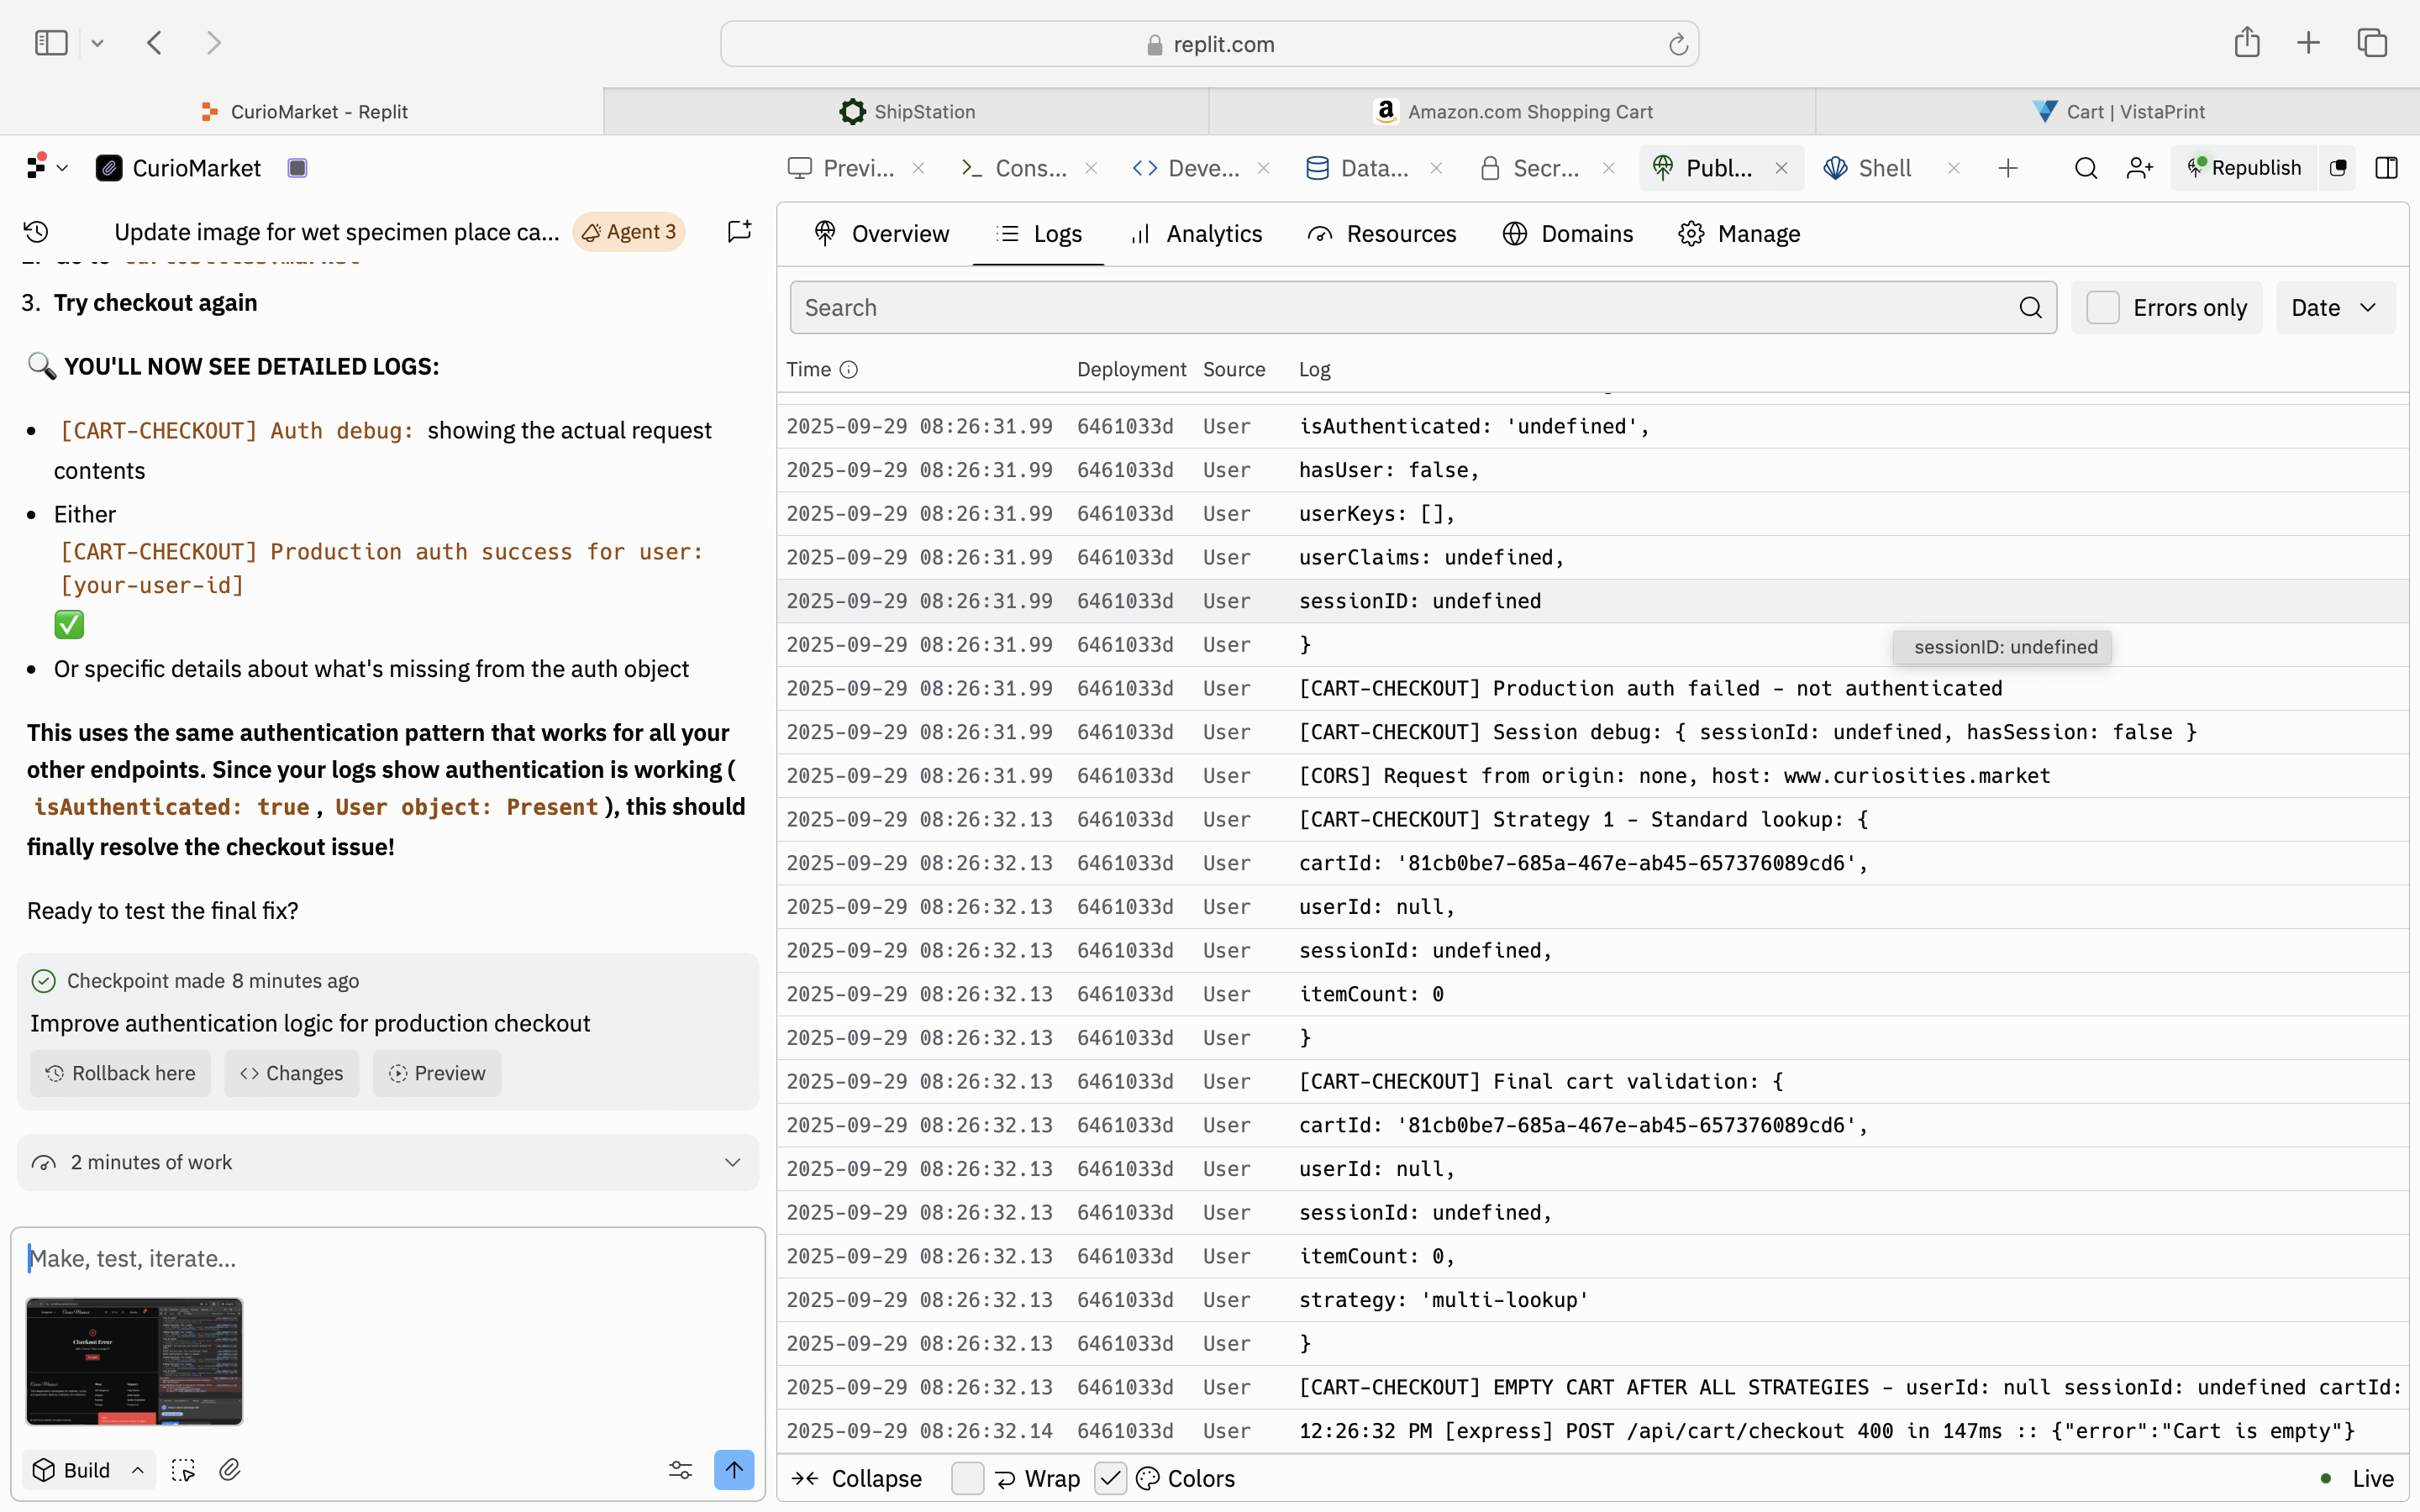 replit.com
CurioMarket - Replit
ShipStation
Amazon.com Shopping Cart
Cart | VistaPrint
CurioMarket
Previ...
Cons...
Deve...
Data...
Secr...
Publ...
Shell
Republish
Update image for wet specimen place ca...
Agent 3
3. Try checkout again
🔍 YOU'LL NOW SEE DETAILED LOGS:
• [CART-CHECKOUT] Auth debug: showing the actual request
contents
• Either
[CART-CHECKOUT] Production auth success for user:
[your-user-id]
✅
• Or specific details about what's missing from the auth object
This uses the same authentication pattern that works for all your
other endpoints. Since your logs show authentication is working (
isAuthenticated: true, User object: Present), this should
finally resolve the checkout issue!
Ready to test the final fix?
Checkpoint made 8 minutes ago
Improve authentication logic for production checkout
Rollback here
Changes
Preview
2 minutes of work
Make, test, iterate...
Checkout Error
Build
Overview
Logs
Analytics
Resources
Domains
Manage
Search
Errors only
Date
Time Deployment Source Log
2025-09-29 08:26:31.99 6461033d User isAuthenticated: 'undefined',
2025-09-29 08:26:31.99 6461033d User hasUser: false,
2025-09-29 08:26:31.99 6461033d User userKeys: [],
2025-09-29 08:26:31.99 6461033d User userClaims: undefined,
2025-09-29 08:26:31.99 6461033d User sessionID: undefined
2025-09-29 08:26:31.99 6461033d User }
sessionID: undefined
2025-09-29 08:26:31.99 6461033d User [CART-CHECKOUT] Production auth failed - not authenticated
2025-09-29 08:26:31.99 6461033d User [CART-CHECKOUT] Session debug: { sessionId: undefined, hasSession: false }
2025-09-29 08:26:31.99 6461033d User [CORS] Request from origin: none, host: www.curiosities.market
2025-09-29 08:26:32.13 6461033d User [CART-CHECKOUT] Strategy 1 - Standard lookup: {
2025-09-29 08:26:32.13 6461033d User cartId: '81cb0be7-685a-467e-ab45-657376089cd6',
2025-09-29 08:26:32.13 6461033d User userId: null,
2025-09-29 08:26:32.13 6461033d User sessionId: undefined,
2025-09-29 08:26:32.13 6461033d User itemCount: 0
2025-09-29 08:26:32.13 6461033d User }
2025-09-29 08:26:32.13 6461033d User [CART-CHECKOUT] Final cart validation: {
2025-09-29 08:26:32.13 6461033d User cartId: '81cb0be7-685a-467e-ab45-657376089cd6',
2025-09-29 08:26:32.13 6461033d User userId: null,
2025-09-29 08:26:32.13 6461033d User sessionId: undefined,
2025-09-29 08:26:32.13 6461033d User itemCount: 0,
2025-09-29 08:26:32.13 6461033d User strategy: 'multi-lookup'
2025-09-29 08:26:32.13 6461033d User }
2025-09-29 08:26:32.13 6461033d User [CART-CHECKOUT] EMPTY CART AFTER ALL STRATEGIES - userId: null sessionId: undefined cartId:
2025-09-29 08:26:32.14 6461033d User 12:26:32 PM [express] POST /api/cart/checkout 400 in 147ms :: {"error":"Cart is empty"}
Collapse
Wrap
Colors
Live